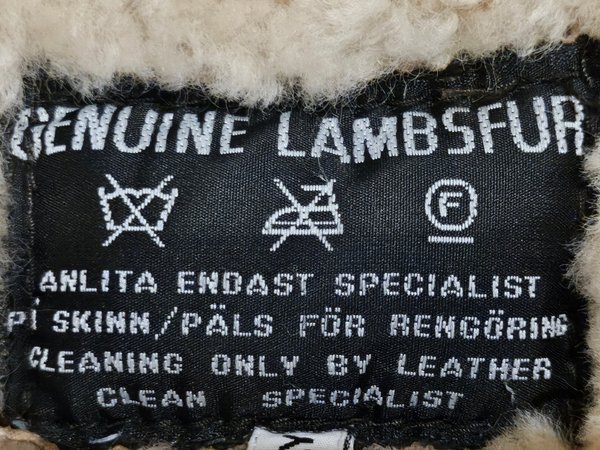 GENUINE LAMBSFUR
F
ANLITA ENDAST SPECIALIST
PÅ SKINN/PÄLS FÖR RENGÖRING
CLEANING ONLY BY LEATHER
CLEAN SPECIALIST